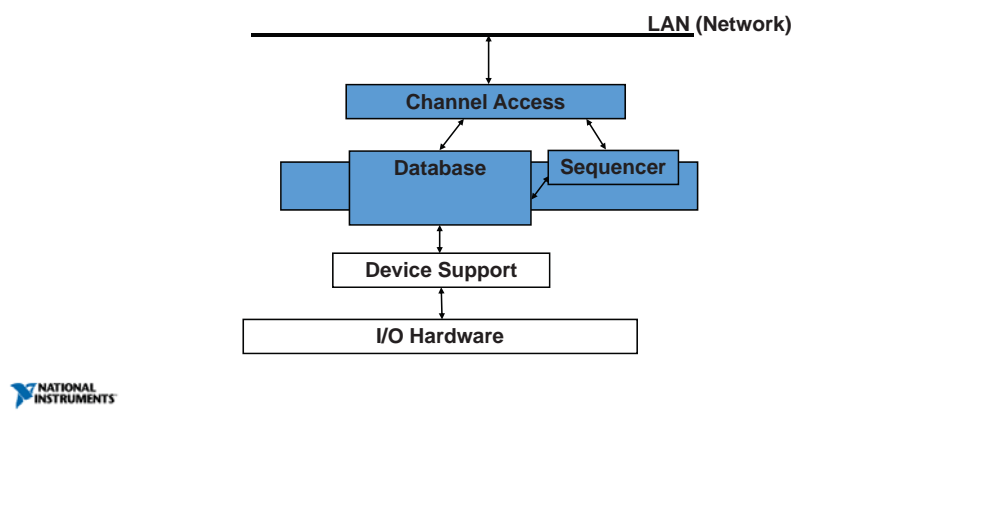 LAN (Network)
Channel Access
Database
Sequencer
Device Support
I/O Hardware
NATIONAL
INSTRUMENTS